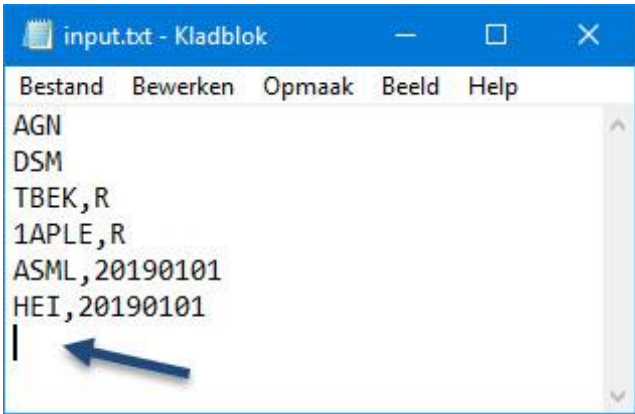 input.txt - Kladblok
Bestand Bewerken Opmaak Beeld Help
AGN
DSM
TBEK,R
1APLE,R
ASML,20190101
HEI,20190101